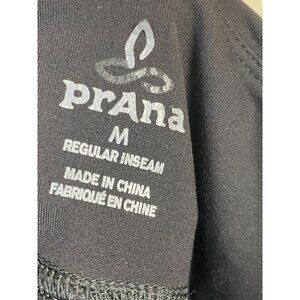 prAna
M
REGULAR INSEAM
MADE IN CHINA
FABRIQUÉ EN CHINE